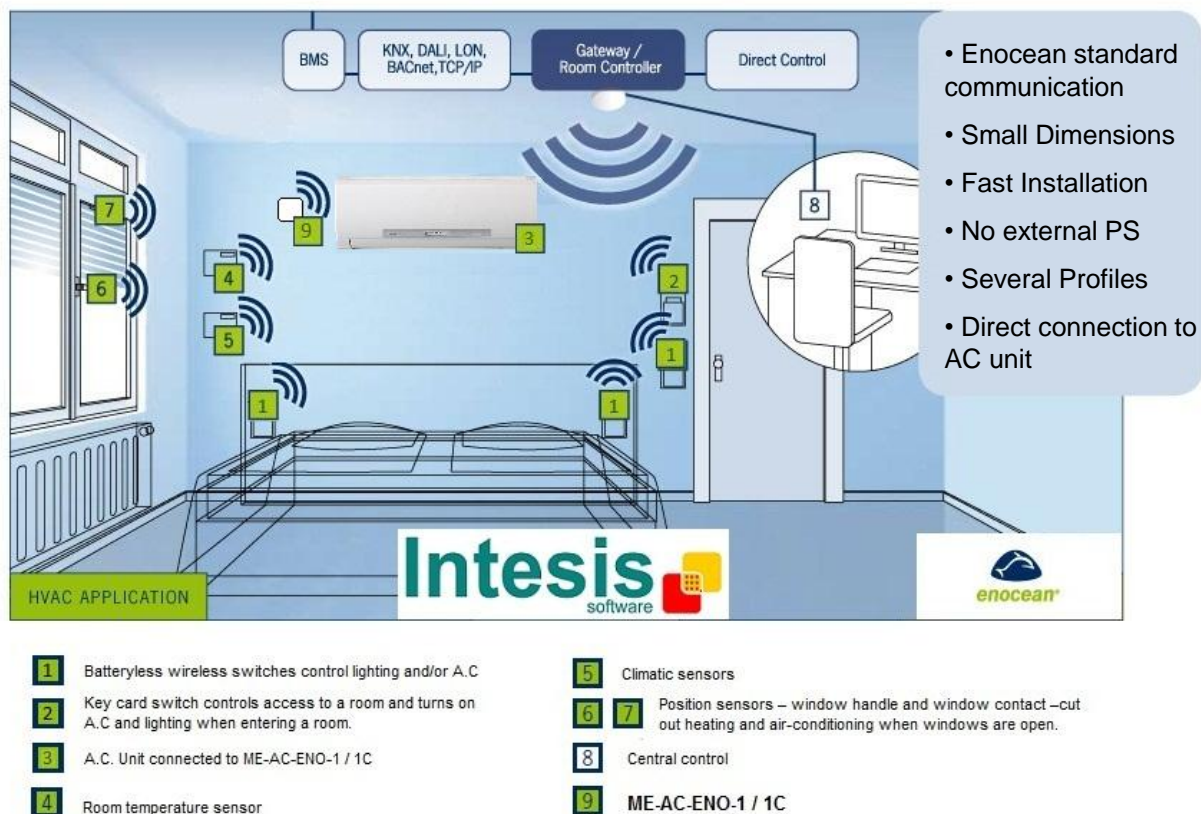 BMS
KNX, DALI, LON,
BACnet,TCP/IP
Gateway /
Room Controller
Direct Control
• Enocean standard
communication
• Small Dimensions
• Fast Installation
• No external PS
• Several Profiles
• Direct connection to
AC unit
7
6
9
4
5
3
2
1
1
1
8
HVAC APPLICATION
Intesis
software
enocean®
1 Batteryless wireless switches control lighting and/or A.C
2 Key card switch controls access to a room and turns on
A.C and lighting when entering a room.
3 A.C. Unit connected to ME-AC-ENO-1 / 1C
4 Room temperature sensor
5 Climatic sensors
6 7 Position sensors – window handle and window contact –cut
out heating and air-conditioning when windows are open.
8 Central control
9 ME-AC-ENO-1 / 1C